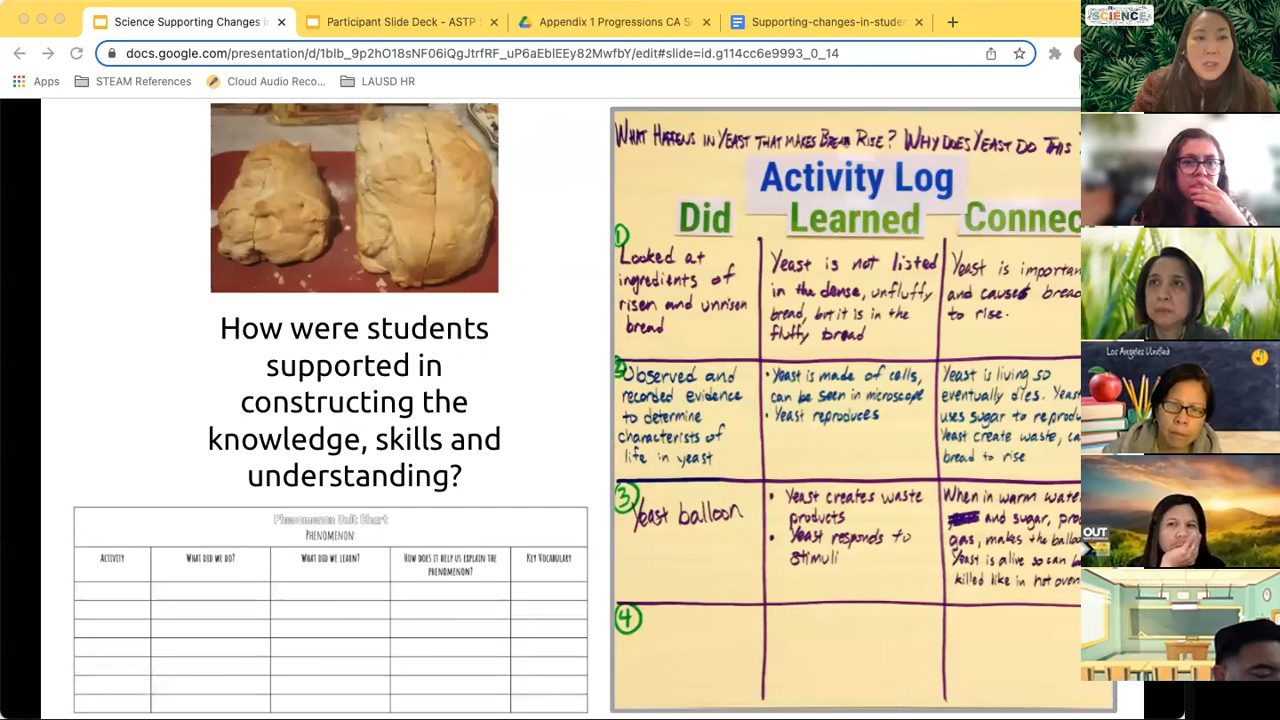 Science Supporting Changes i
Participant Slide Deck - ASTP S
Appendix 1 Progressions CA Sc
Supporting-changes-in-studen
docs.google.com/presentation/d/1blb_9p2hO18sNF06iQgJtrfRF_uP6aEblEEy82MwfbY/edit#slide=id.g114cc6e9993_0_14
Apps
STEAM References
Cloud Audio Reco...
LAUSD HR
How were students
supported in
constructing the
knowledge, skills and
understanding?
Phenomenon Unit Chart
PHENOMENON:
ACTIVITY
WHAT DID WE DO?
WHAT DID WE LEARN?
HOW DOES IT HELP US EXPLAIN THE
PHENOMENON?
KEY VOCABULARY
WHAT HAPPENS IN YEAST THAT MAKES BREAD RISE? WHY DOES YEAST DO THIS
Activity Log
Did
Learned
Connec
1
Looked at
ingredients of
risen and unrisen
bread
Yeast is not listed
in the dense, unfluffy
bread, but it is in the
fluffy bread
Yeast is importan
and causes bread
to rise.
2
Observed and
recorded evidence
to determine
characteristics of
life in yeast
• Yeast is made of cells,
can be seen in microscope
• Yeast reproduces
Yeast is living so
eventually dies. Yeas
uses sugar to reprodu
Yeast create waste, ca
bread to rise
3
Yeast balloon
• Yeast creates waste
products
• Yeast responds to
stimuli
When in warm wate
and sugar, pro
gas, makes the ballo
Yeast is alive so can b
killed like in hot oven
4
SCIENCE
Los Angeles Unified
OUT